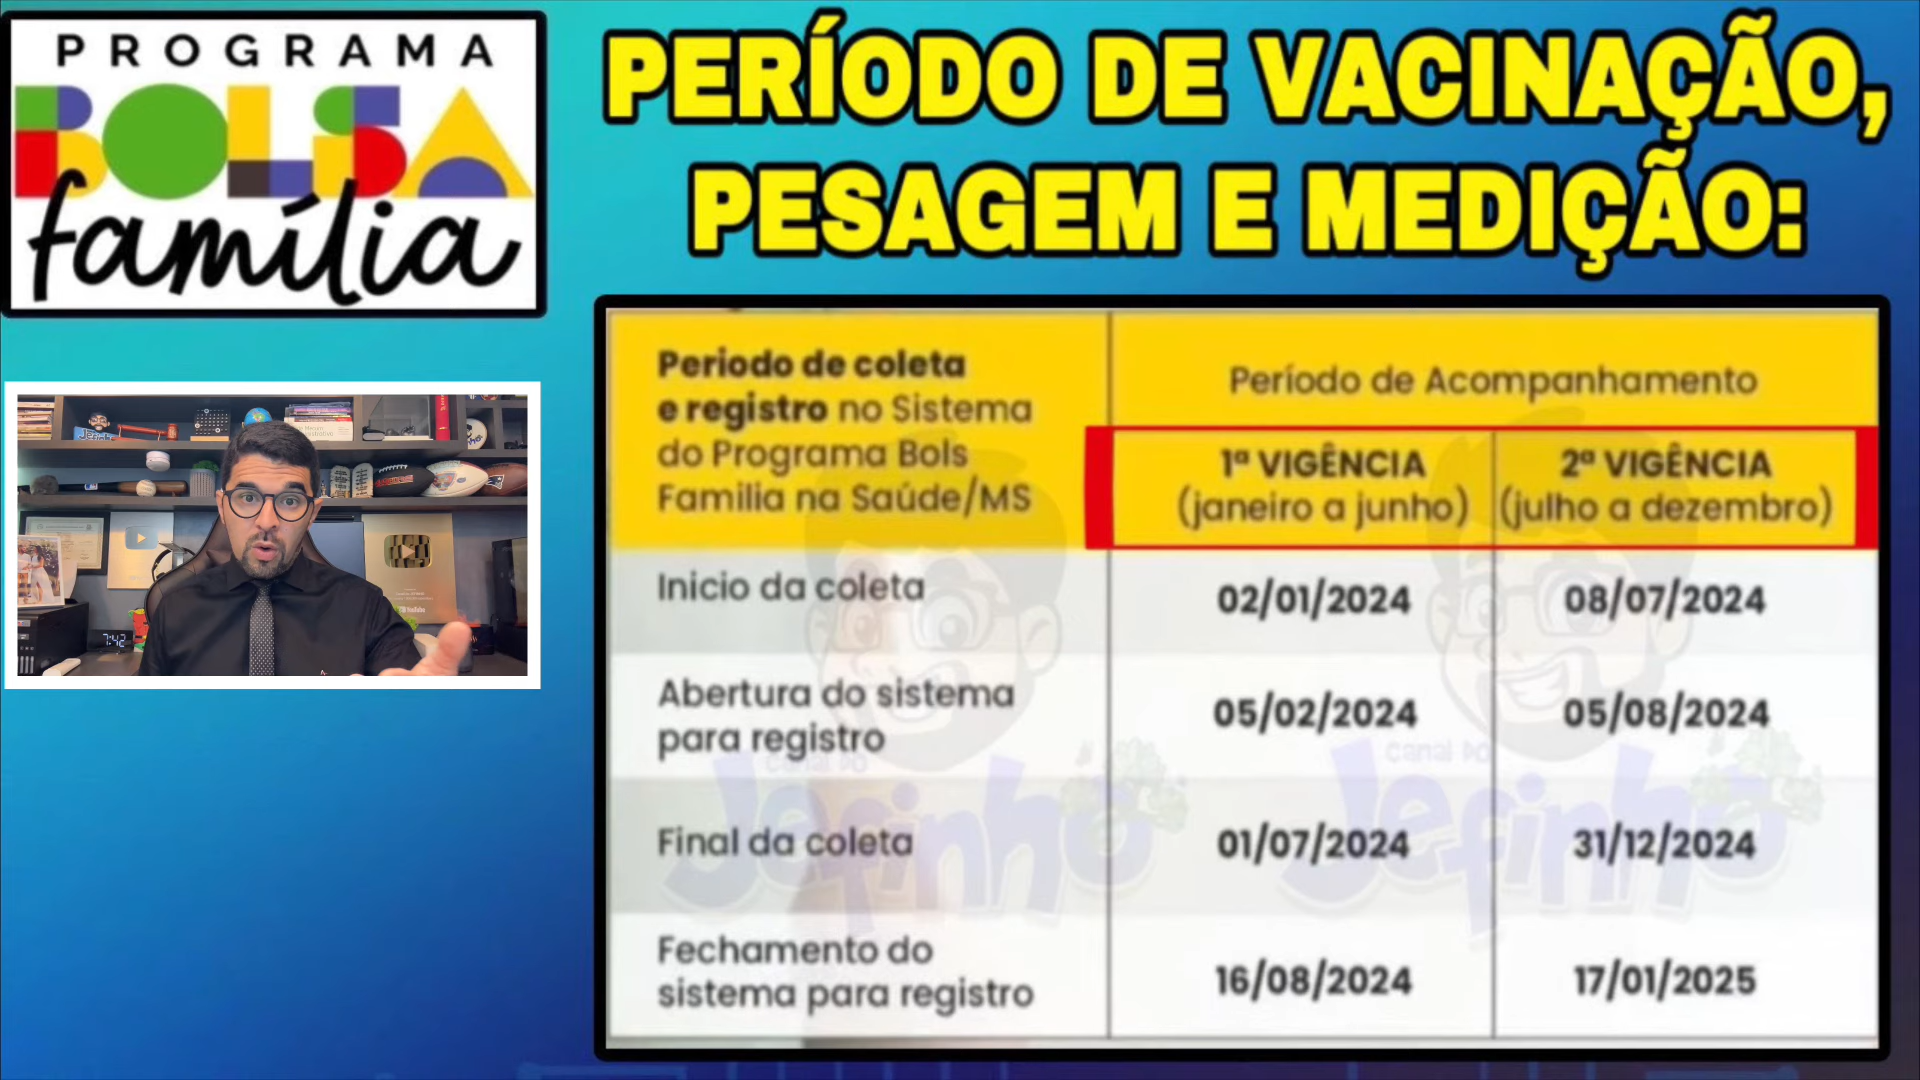 PROGRAMA
BOLSA
família
PERÍODO DE VACINAÇÃO,
PESAGEM E MEDIÇÃO:
Periodo de coleta
e registro no Sistema
do Programa Bols
Familia na Saúde/MS
Período de Acompanhamento
1ª VIGÊNCIA
(janeiro a junho)
2ª VIGÊNCIA
(julho a dezembro)
Inicio da coleta
02/01/2024
08/07/2024
Abertura do sistema
para registro
05/02/2024
05/08/2024
Final da coleta
01/07/2024
31/12/2024
Fechamento do
sistema para registro
16/08/2024
17/01/2025
canal do
Jefinho
canal do
Jefinho
7:42
YouTube